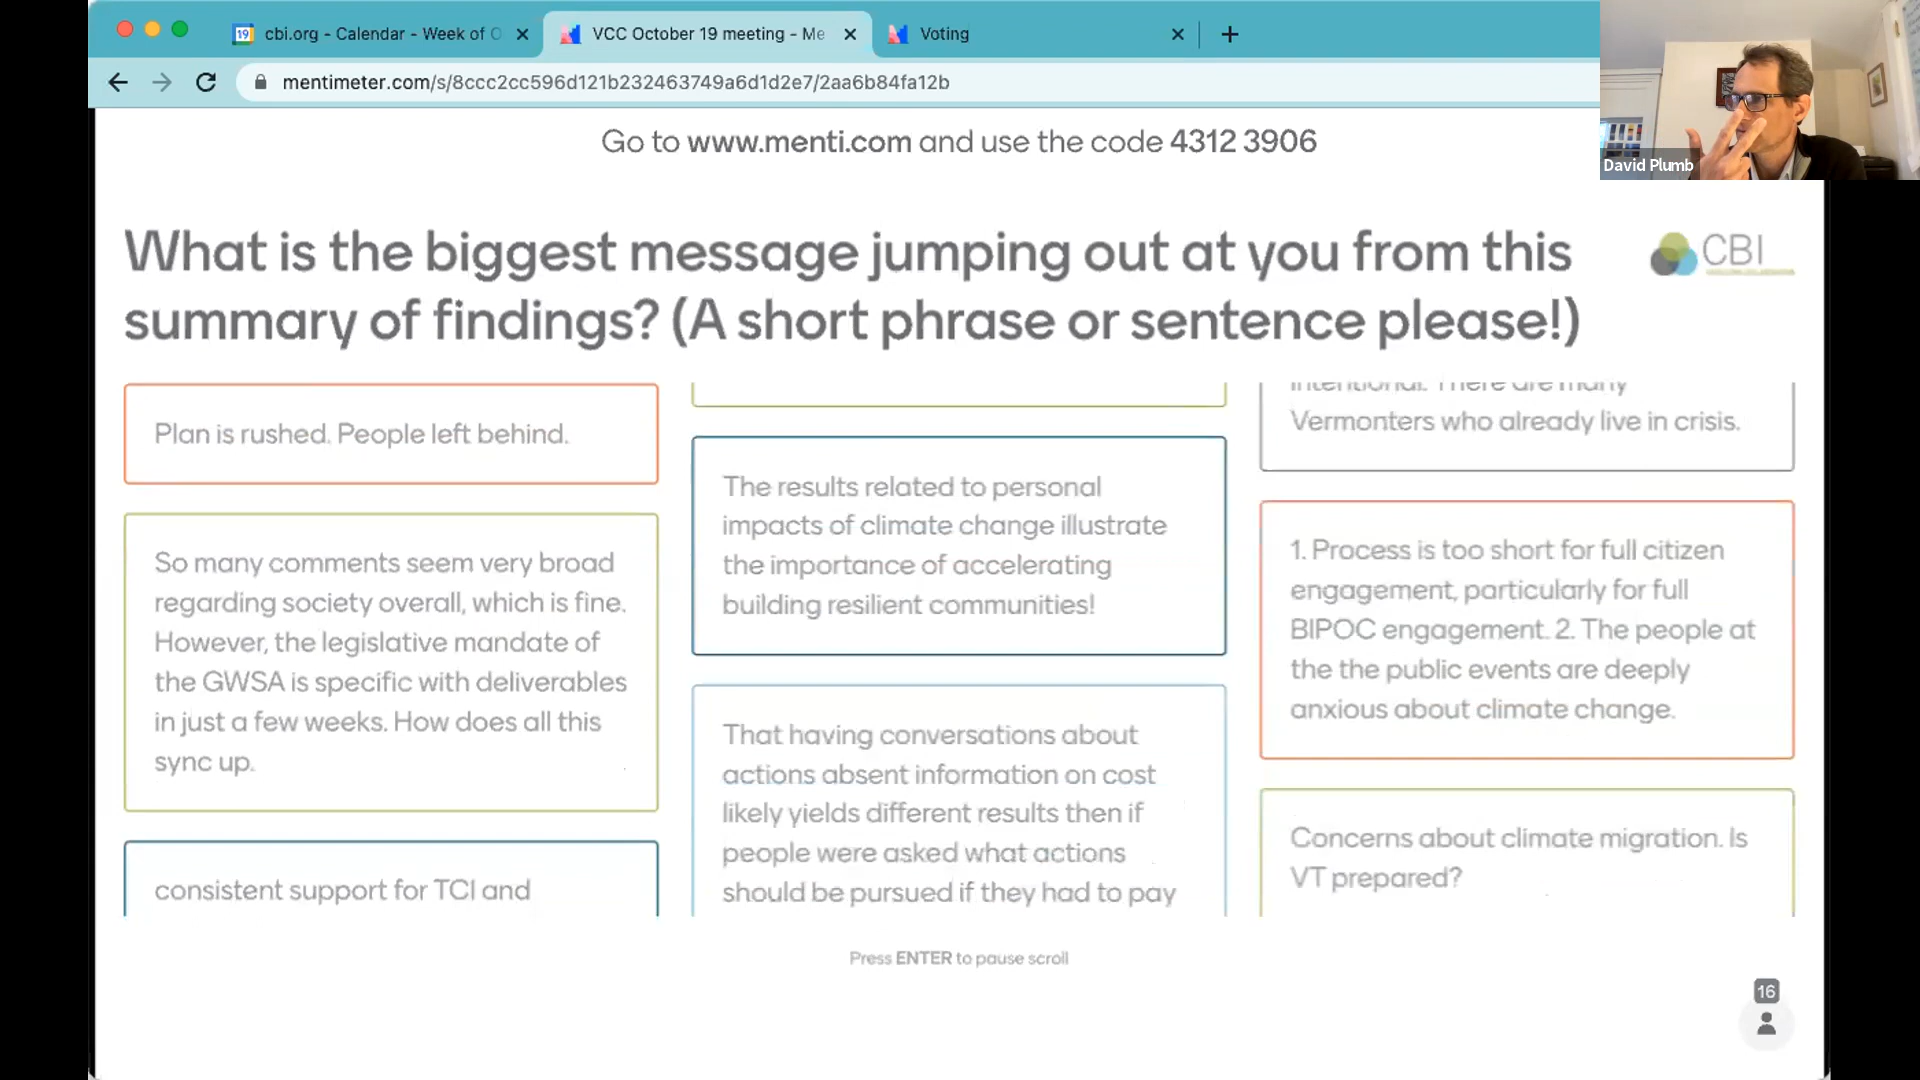 19 cbi.org - Calendar - Week of O
VCC October 19 meeting - Me
Voting
mentimeter.com/s/8ccc2cc596d121b232463749a6d1d2e7/2aa6b84fa12b
Go to www.menti.com and use the code 4312 3906
David Plumb
What is the biggest message jumping out at you from this
summary of findings? (A short phrase or sentence please!)
CBI
Plan is rushed. People left behind.
So many comments seem very broad
regarding society overall, which is fine.
However, the legislative mandate of
the GWSA is specific with deliverables
in just a few weeks. How does all this
sync up.
consistent support for TCI and
The results related to personal
impacts of climate change illustrate
the importance of accelerating
building resilient communities!
That having conversations about
actions absent information on cost
likely yields different results then if
people were asked what actions
should be pursued if they had to pay
intentional. There are many
Vermonters who already live in crisis.
1. Process is too short for full citizen
engagement, particularly for full
BIPOC engagement. 2. The people at
the the public events are deeply
anxious about climate change.
Concerns about climate migration. Is
VT prepared?
Press ENTER to pause scroll
16